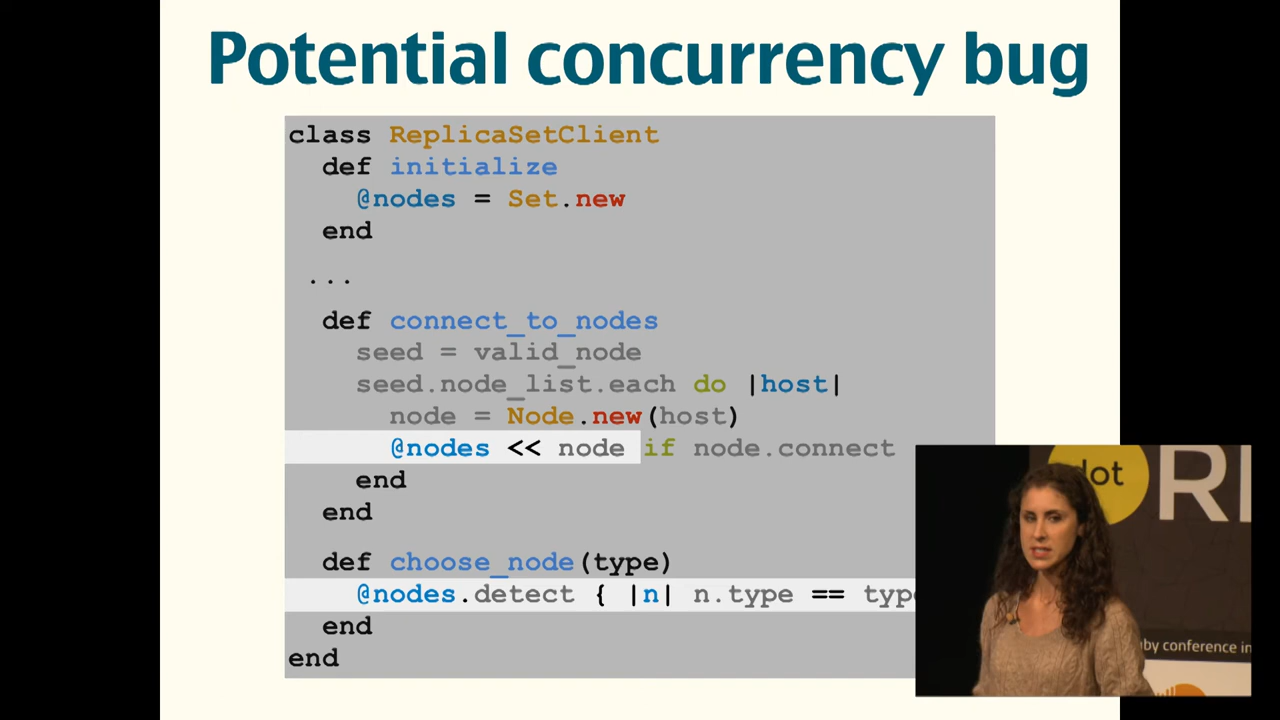 Potential concurrency bug
class ReplicaSetClient
def initialize
@nodes = Set.new
end
...
def connect_to_nodes
seed = valid_node
seed.node_list.each do |host|
node = Node.new(host)
@nodes << node if node.connect
end
end
def choose_node(type)
@nodes.detect { |n| n.type == type
end
end
dot
conference in